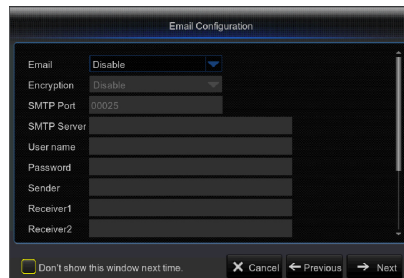 Email Configuration
Email Disable
Encryption Disable
SMTP Port 00025
SMTP Server
User name
Password
Sender
Receiver1
Receiver2
Don't show this window next time. X Cancel ← Previous → Next